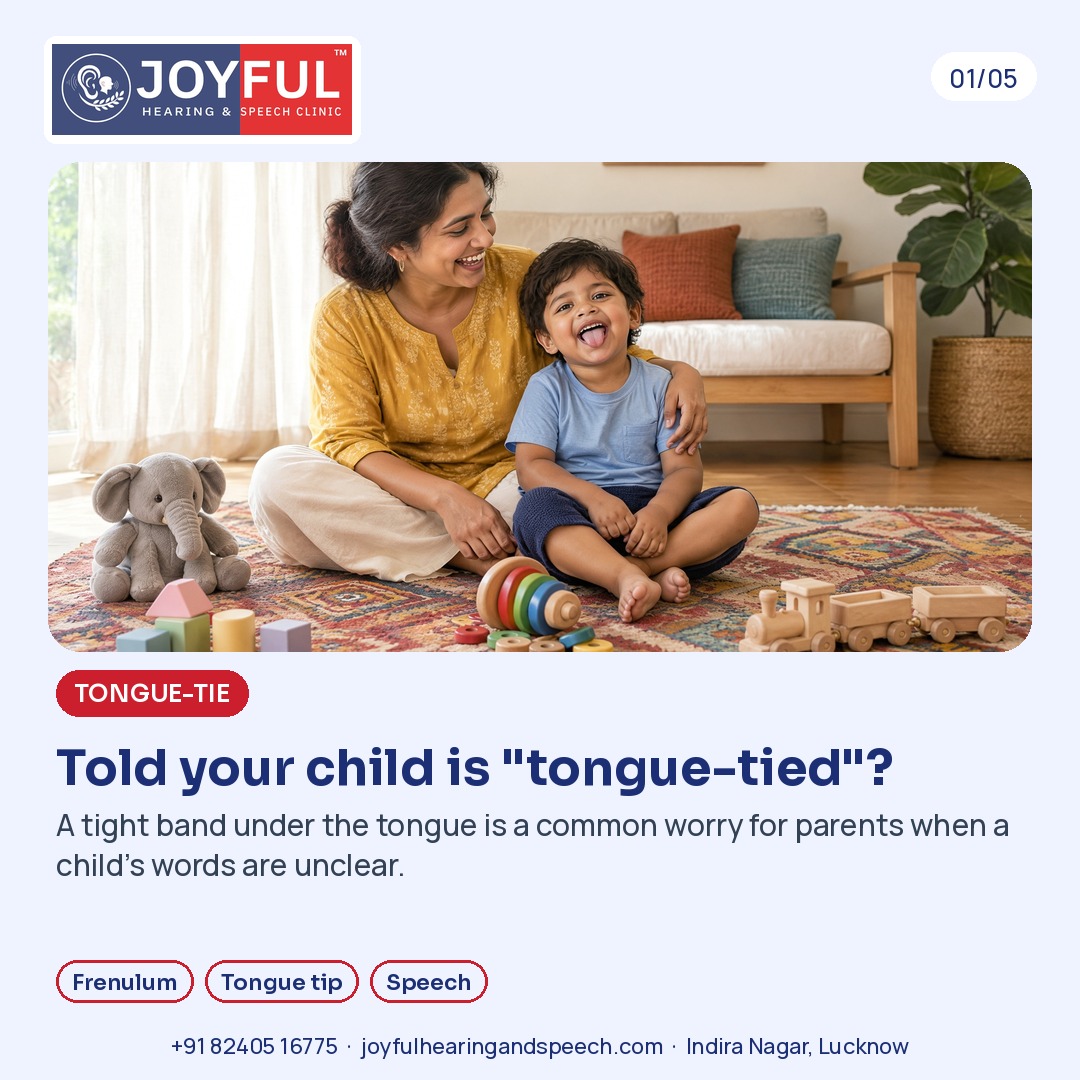 JOYFUL™
HEARING & SPEECH CLINIC
01/05
TONGUE-TIE
Told your child is "tongue-tied"?
A tight band under the tongue is a common worry for parents when a
child's words are unclear.
Frenulum
Tongue tip
Speech
+91 82405 16775 · joyfulhearingandspeech.com · Indira Nagar, Lucknow